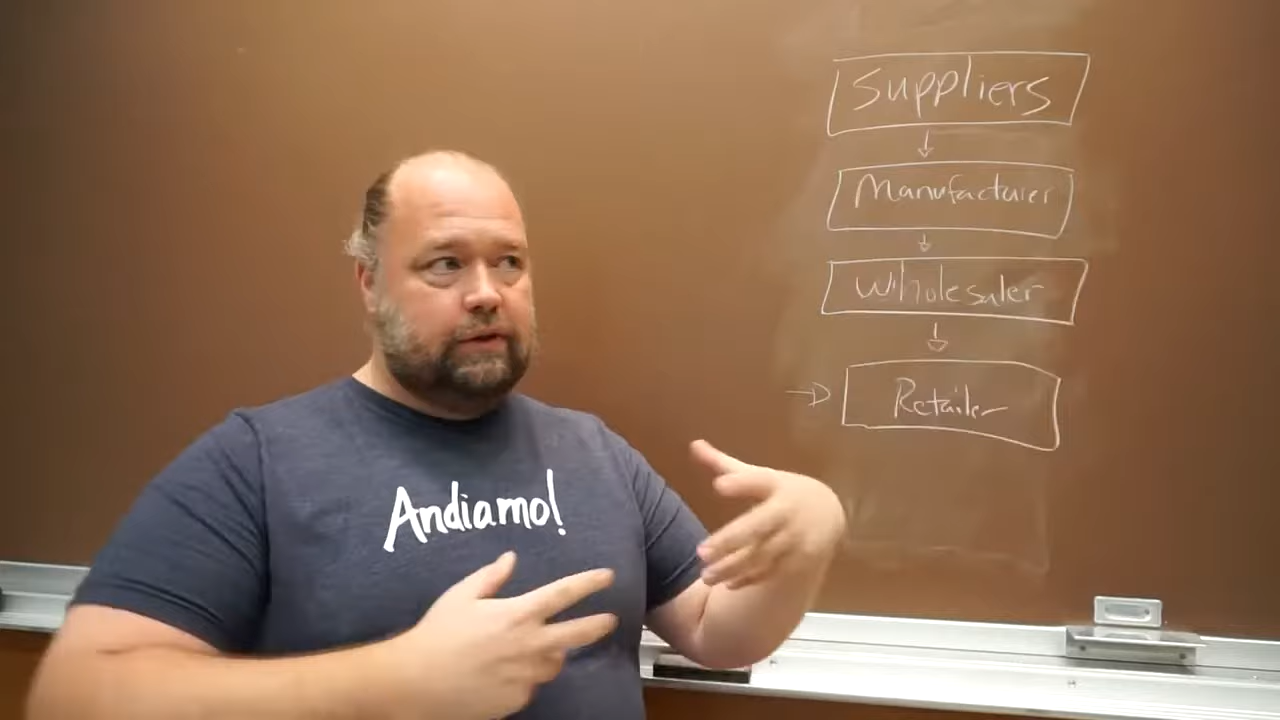 Suppliers
Manufacturer
Wholesaler
Retailer
Andiamo!